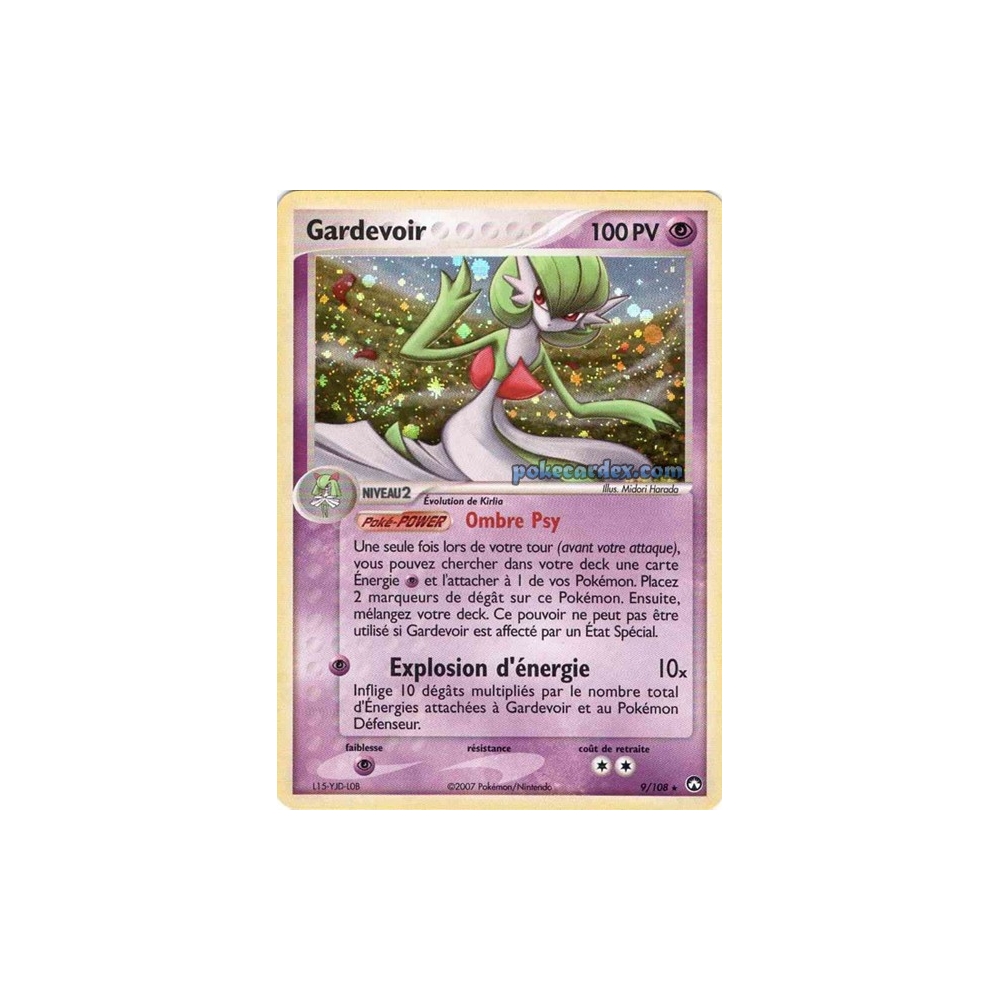 Gardevoir 100 PV
pokecardex.com
Illus. Midori Harada
NIVEAU 2
Évolution de Kirlia
Poké-POWER Ombre Psy
Une seule fois lors de votre tour (avant votre attaque),
vous pouvez chercher dans votre deck une carte
Énergie et l'attacher à 1 de vos Pokémon. Placez
2 marqueurs de dégât sur ce Pokémon. Ensuite,
mélangez votre deck. Ce pouvoir ne peut pas être
utilisé si Gardevoir est affecté par un État Spécial.
Explosion d'énergie 10x
Inflige 10 dégâts multipliés par le nombre total
d'Énergies attachées à Gardevoir et au Pokémon
Défenseur.
faiblesse résistance coût de retraite
L15-YJD-L0B ©2007 Pokémon/Nintendo 9/108 ★